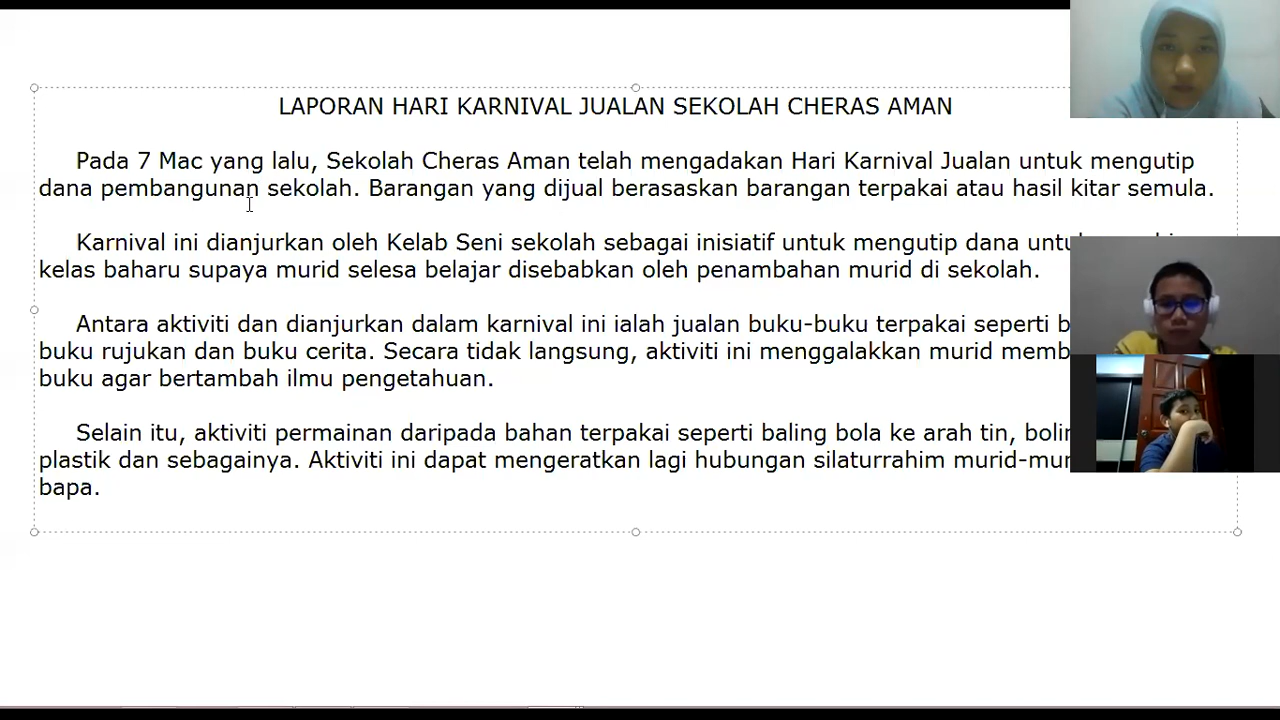 LAPORAN HARI KARNIVAL JUALAN SEKOLAH CHERAS AMAN
Pada 7 Mac yang lalu, Sekolah Cheras Aman telah mengadakan Hari Karnival Jualan untuk mengutip
dana pembangunan sekolah. Barangan yang dijual berasaskan barangan terpakai atau hasil kitar semula.
Karnival ini dianjurkan oleh Kelab Seni sekolah sebagai inisiatif untuk mengutip dana
kelas baharu supaya murid selesa belajar disebabkan oleh penambahan murid di sekolah.
Antara aktiviti dan dianjurkan dalam karnival ini ialah jualan buku-buku terpakai seperti
buku rujukan dan buku cerita. Secara tidak langsung, aktiviti ini menggalakkan murid
buku agar bertambah ilmu pengetahuan.
Selain itu, aktiviti permainan daripada bahan terpakai seperti baling bola ke arah tin,
plastik dan sebagainya. Aktiviti ini dapat mengeratkan lagi hubungan silaturrahim
bapa.